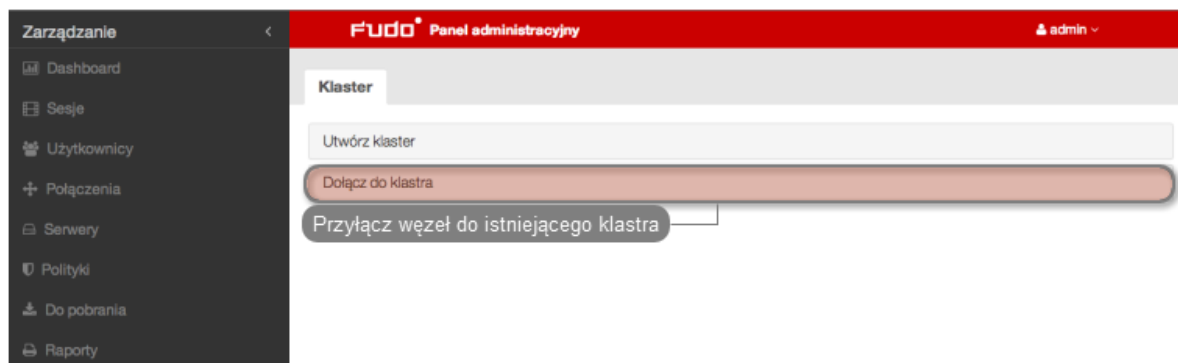 Zarządzanie
FUDO Panel administracyjny
admin
Dashboard
Sesje
Użytkownicy
Połączenia
Serwery
Polityki
Do pobrania
Raporty
Klaster
Utwórz klaster
Dołącz do klastra
Przyłącz węzeł do istniejącego klastra